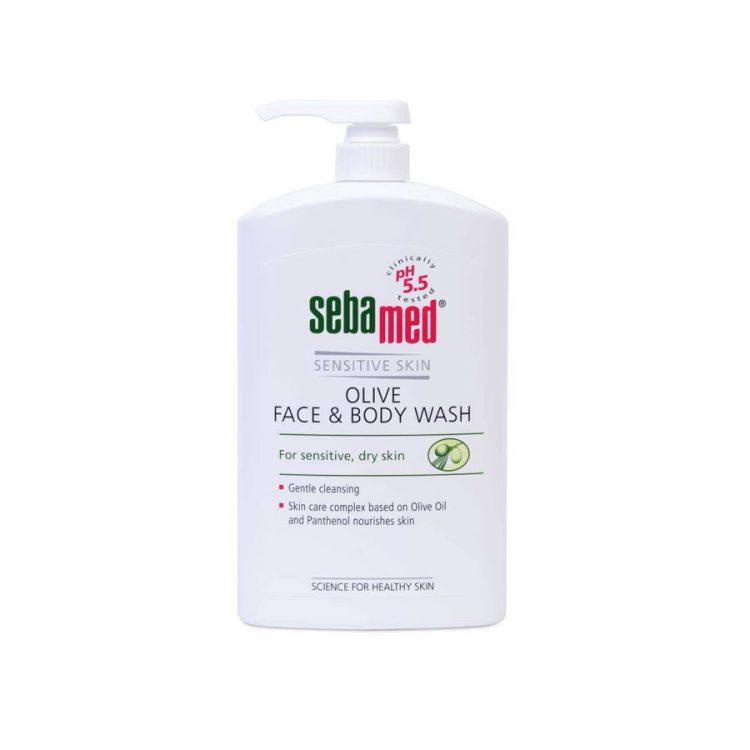 clinically
pH
5.5
tested
sebamed®
SENSITIVE SKIN
OLIVE
FACE & BODY WASH
For sensitive, dry skin
Gentle cleansing
Skin care complex based on Olive Oil
and Panthenol nourishes skin
SCIENCE FOR HEALTHY SKIN